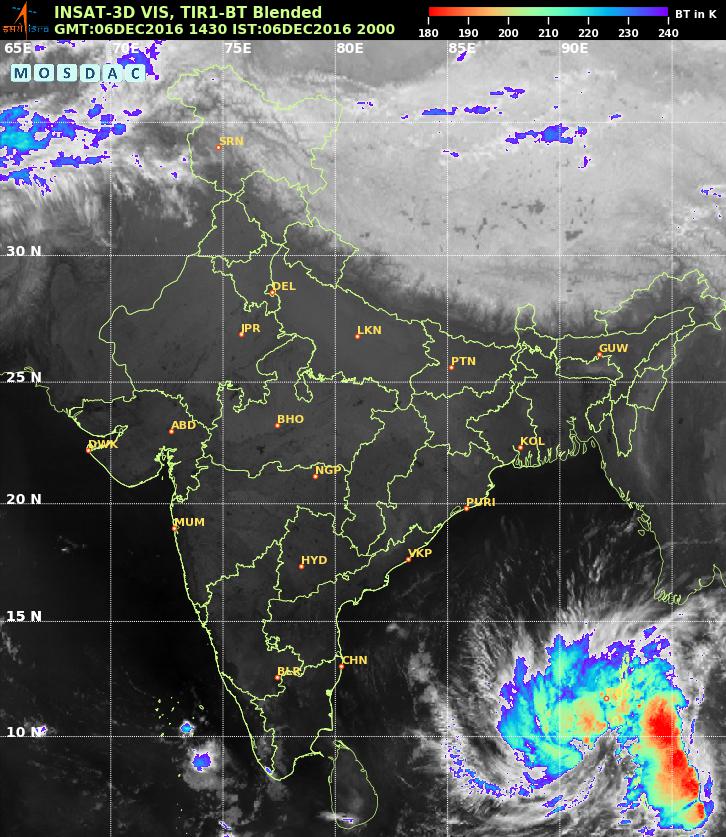 INSAT-3D VIS, TIR1-BT Blended
GMT:06DEC2016 1430 IST:06DEC2016 2000
BT in K
180 190 200 210 220 230 240
65E 70E 75E 80E 85E 90E
MOSDAC
SRN
30 N
DEL
JPR
LKN
GUW
PTN
25 N
ABD
BHO
DWK
KOL
NGP
20 N
PURI
MUM
VKP
HYD
15 N
CHN
BLR
10 N